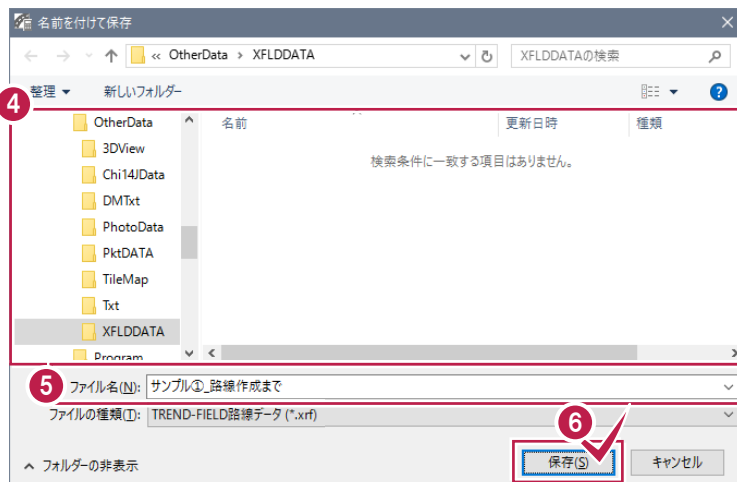 名前を付けて保存
« OtherData › XFLDDATA
XFLDDATAの検索
整理 ▼ 新しいフォルダー
4
OtherData
3DView
Chi14JData
DMTxt
PhotoData
PktDATA
TileMap
Txt
XFLDDATA
Program
名前 更新日時 種類
検索条件に一致する項目はありません。
5
ファイル名(N): サンプル①_路線作成まで
ファイルの種類(T): TREND-FIELD路線データ (*.xrf)
6
フォルダーの非表示
保存(S)
キャンセル